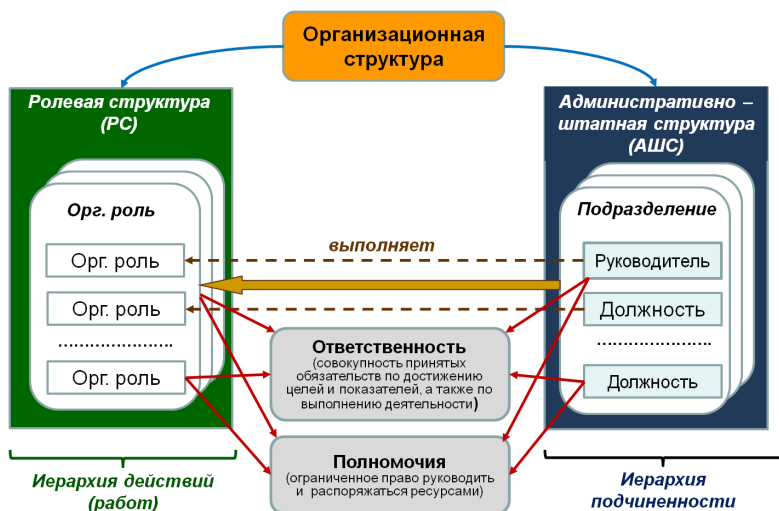 Организационная
структура
Ролевая структура
(РС)
Орг. роль
Орг. роль
Орг. роль
.......................
Орг. роль
Иерархия действий
(работ)
выполняет
Ответственность
(совокупность принятых
обязательств по достижению
целей и показателей, а также по
выполнению деятельности)
Полномочия
(ограниченное право руководить
и распоряжаться ресурсами)
Административно –
штатная структура
(АШС)
Подразделение
Руководитель
Должность
.......................
Должность
Иерархия
подчиненности